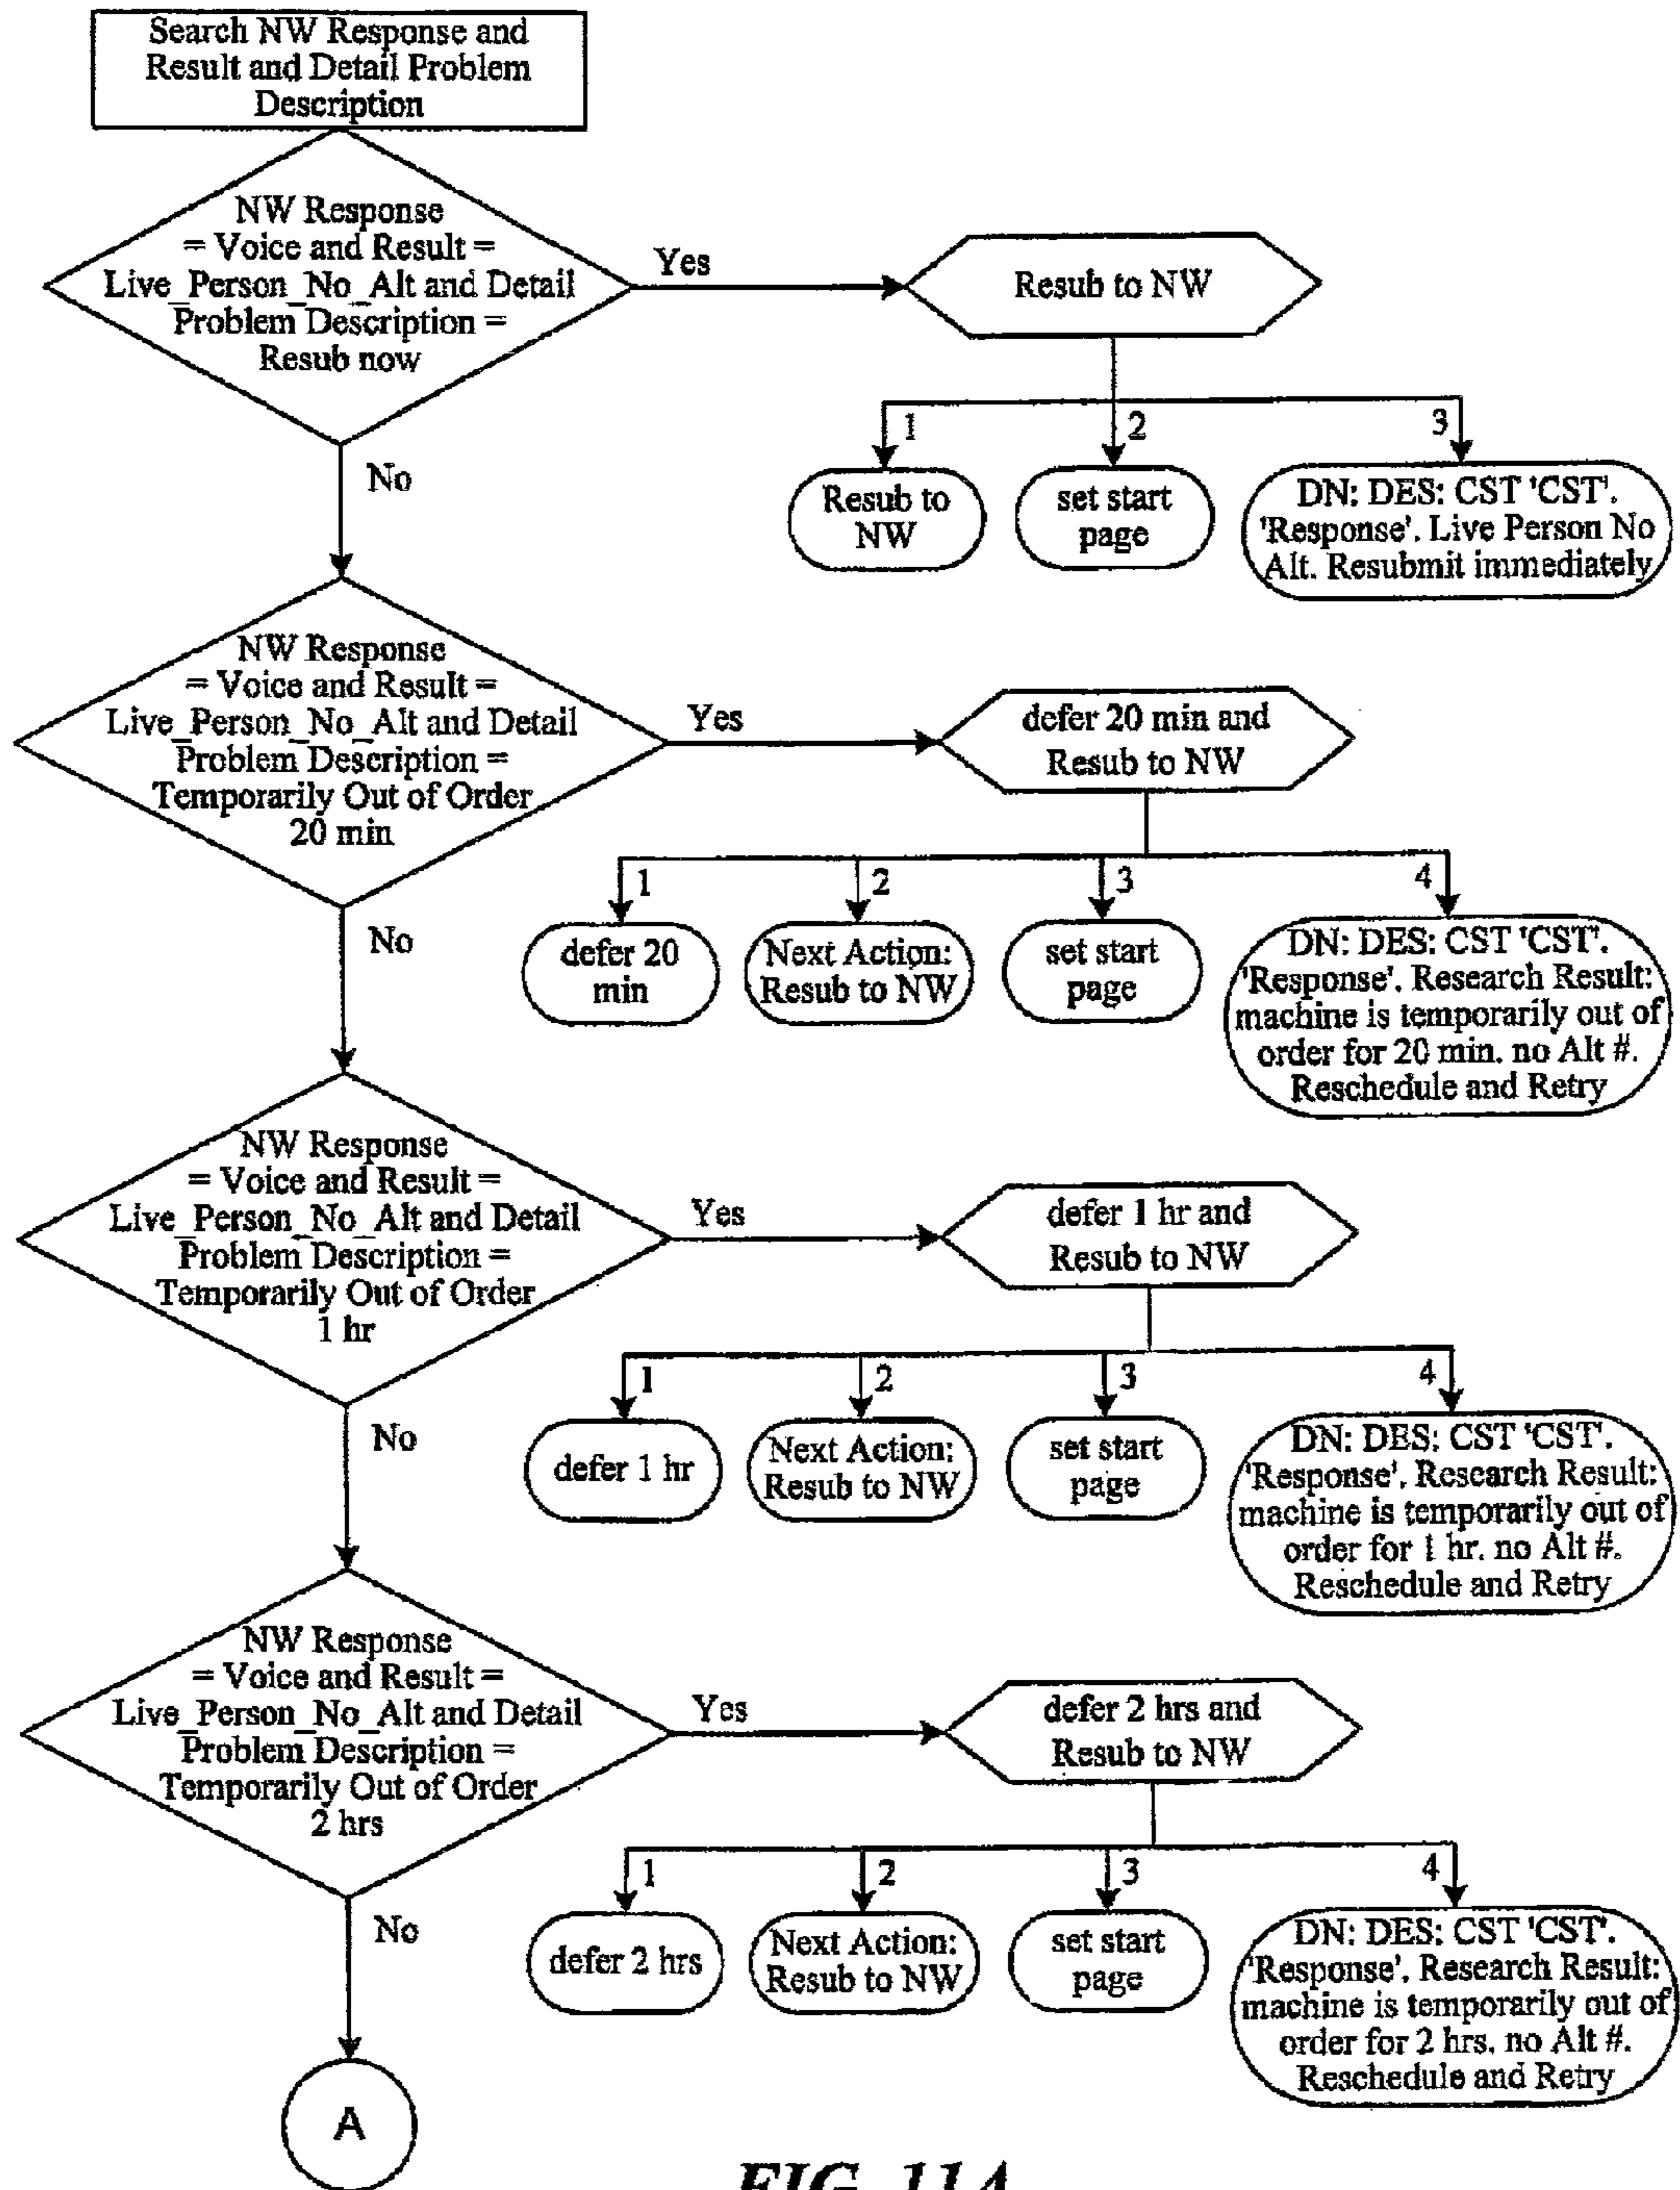 Search NW Response and
Result and Detail Problem
Description
NW Response
= Voice and Result =
Live_Person_No_Alt and Detail
Problem Description =
Resub now
Yes
Resub to NW
1
2
3
Resub to
NW
set start
page
DN: DES: CST 'CST'.
'Response'. Live Person No
Alt. Resubmit immediately
No
NW Response
= Voice and Result =
Live_Person_No_Alt and Detail
Problem Description =
Temporarily Out of Order
20 min
Yes
defer 20 min and
Resub to NW
1
2
3
4
defer 20
min
Next Action:
Resub to NW
set start
page
DN: DES: CST 'CST'.
'Response'. Research Result:
machine is temporarily out of
order for 20 min. no Alt #.
Reschedule and Retry
No
NW Response
= Voice and Result =
Live_Person_No_Alt and Detail
Problem Description =
Temporarily Out of Order
1 hr
Yes
defer 1 hr and
Resub to NW
1
2
3
4
defer 1 hr
Next Action:
Resub to NW
set start
page
DN: DES: CST 'CST'.
'Response'. Research Result:
machine is temporarily out of
order for 1 hr. no Alt #.
Reschedule and Retry
No
NW Response
= Voice and Result =
Live_Person_No_Alt and Detail
Problem Description =
Temporarily Out of Order
2 hrs
Yes
defer 2 hrs and
Resub to NW
1
2
3
4
defer 2 hrs
Next Action:
Resub to NW
set start
page
DN: DES: CST 'CST'.
'Response'. Research Result:
machine is temporarily out of
order for 2 hrs. no Alt #.
Reschedule and Retry
No
A
FIG. 11A